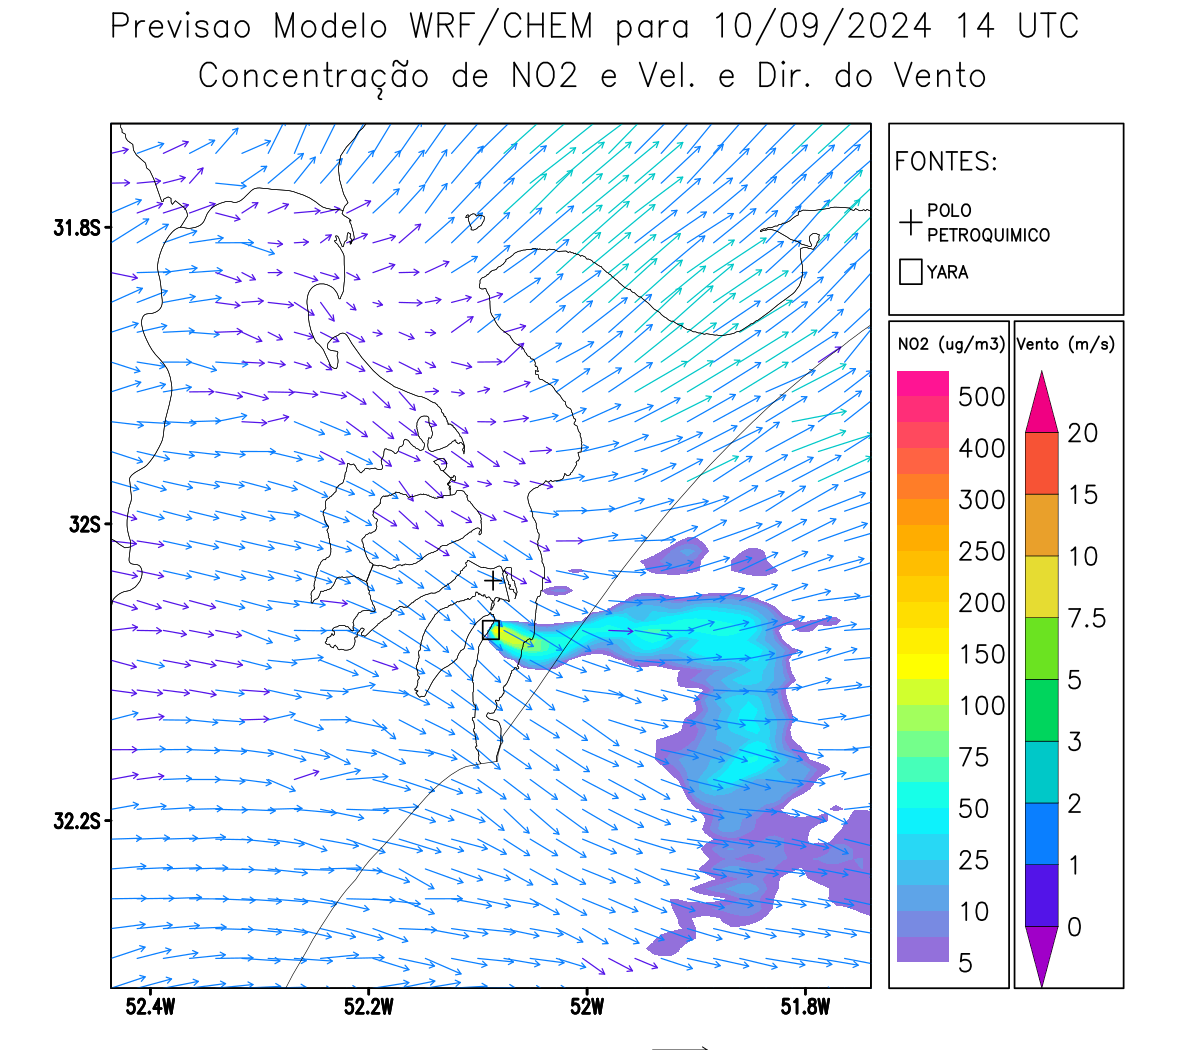 Previsao Modelo WRF/CHEM para 10/09/2024 14 UTC
Concentração de NO2 e Vel. e Dir. do Vento
FONTES:
POLO
PETROQUIMICO
YARA
NO2 (ug/m3)
500
400
300
250
200
150
100
75
50
25
10
5
Vento (m/s)
20
15
10
7.5
5
3
2
1
0
31.8S
32S
32.2S
52.4W
52.2W
52W
51.8W